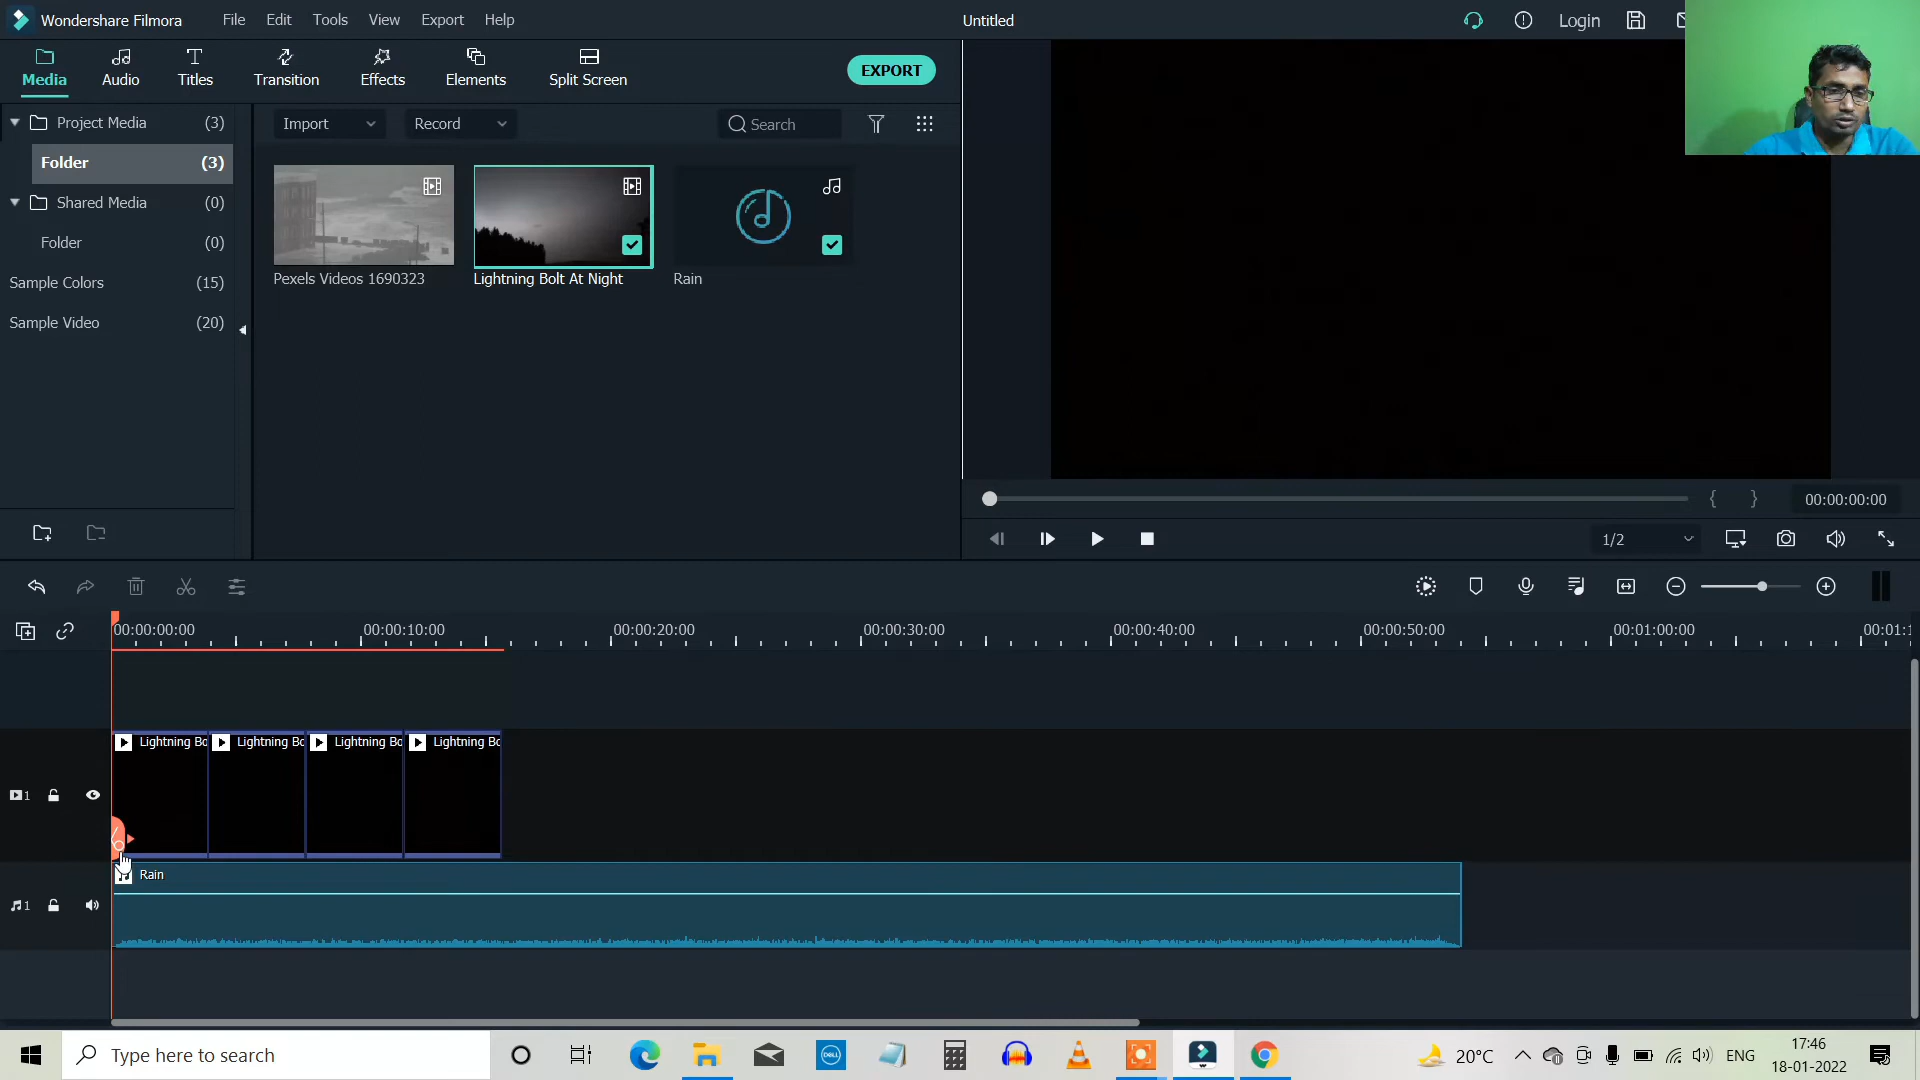 Wondershare Filmora
File Edit Tools View Export Help
Untitled
Login
Media Audio Titles Transition Effects Elements Split Screen
EXPORT
Project Media (3)
Folder (3)
Shared Media (0)
Folder (0)
Sample Colors (15)
Sample Video (20)
Import Record Search
Pexels Videos 1690323
Lightning Bolt At Night
Rain
{ } 00:00:00:00
1/2
00:00:00:00 00:00:10:00 00:00:20:00 00:00:30:00 00:00:40:00 00:00:50:00 00:01:00:00 00:01:1
Lightning Bo Lightning Bo Lightning Bo Lightning Bo
1
Rain
1
Type here to search
DELL
20°C
ENG
17:46
18-01-2022